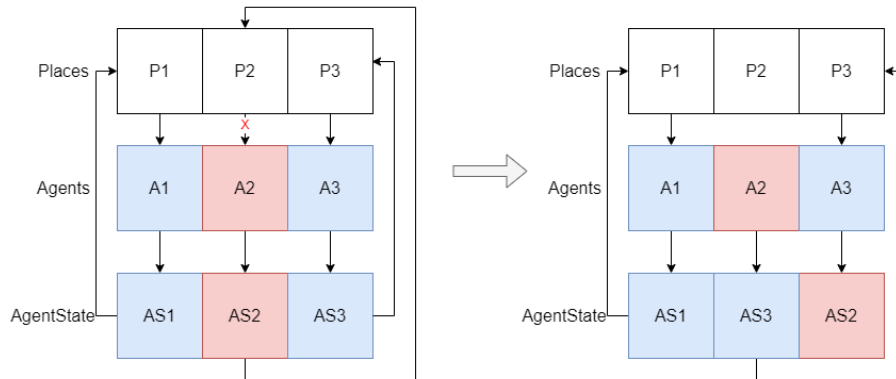 Places P1 P2 P3 Places P1 P2 P3
X
Agents A1 A2 A3 Agents A1 A2 A3
AgentState AS1 AS2 AS3 AgentState AS1 AS3 AS2